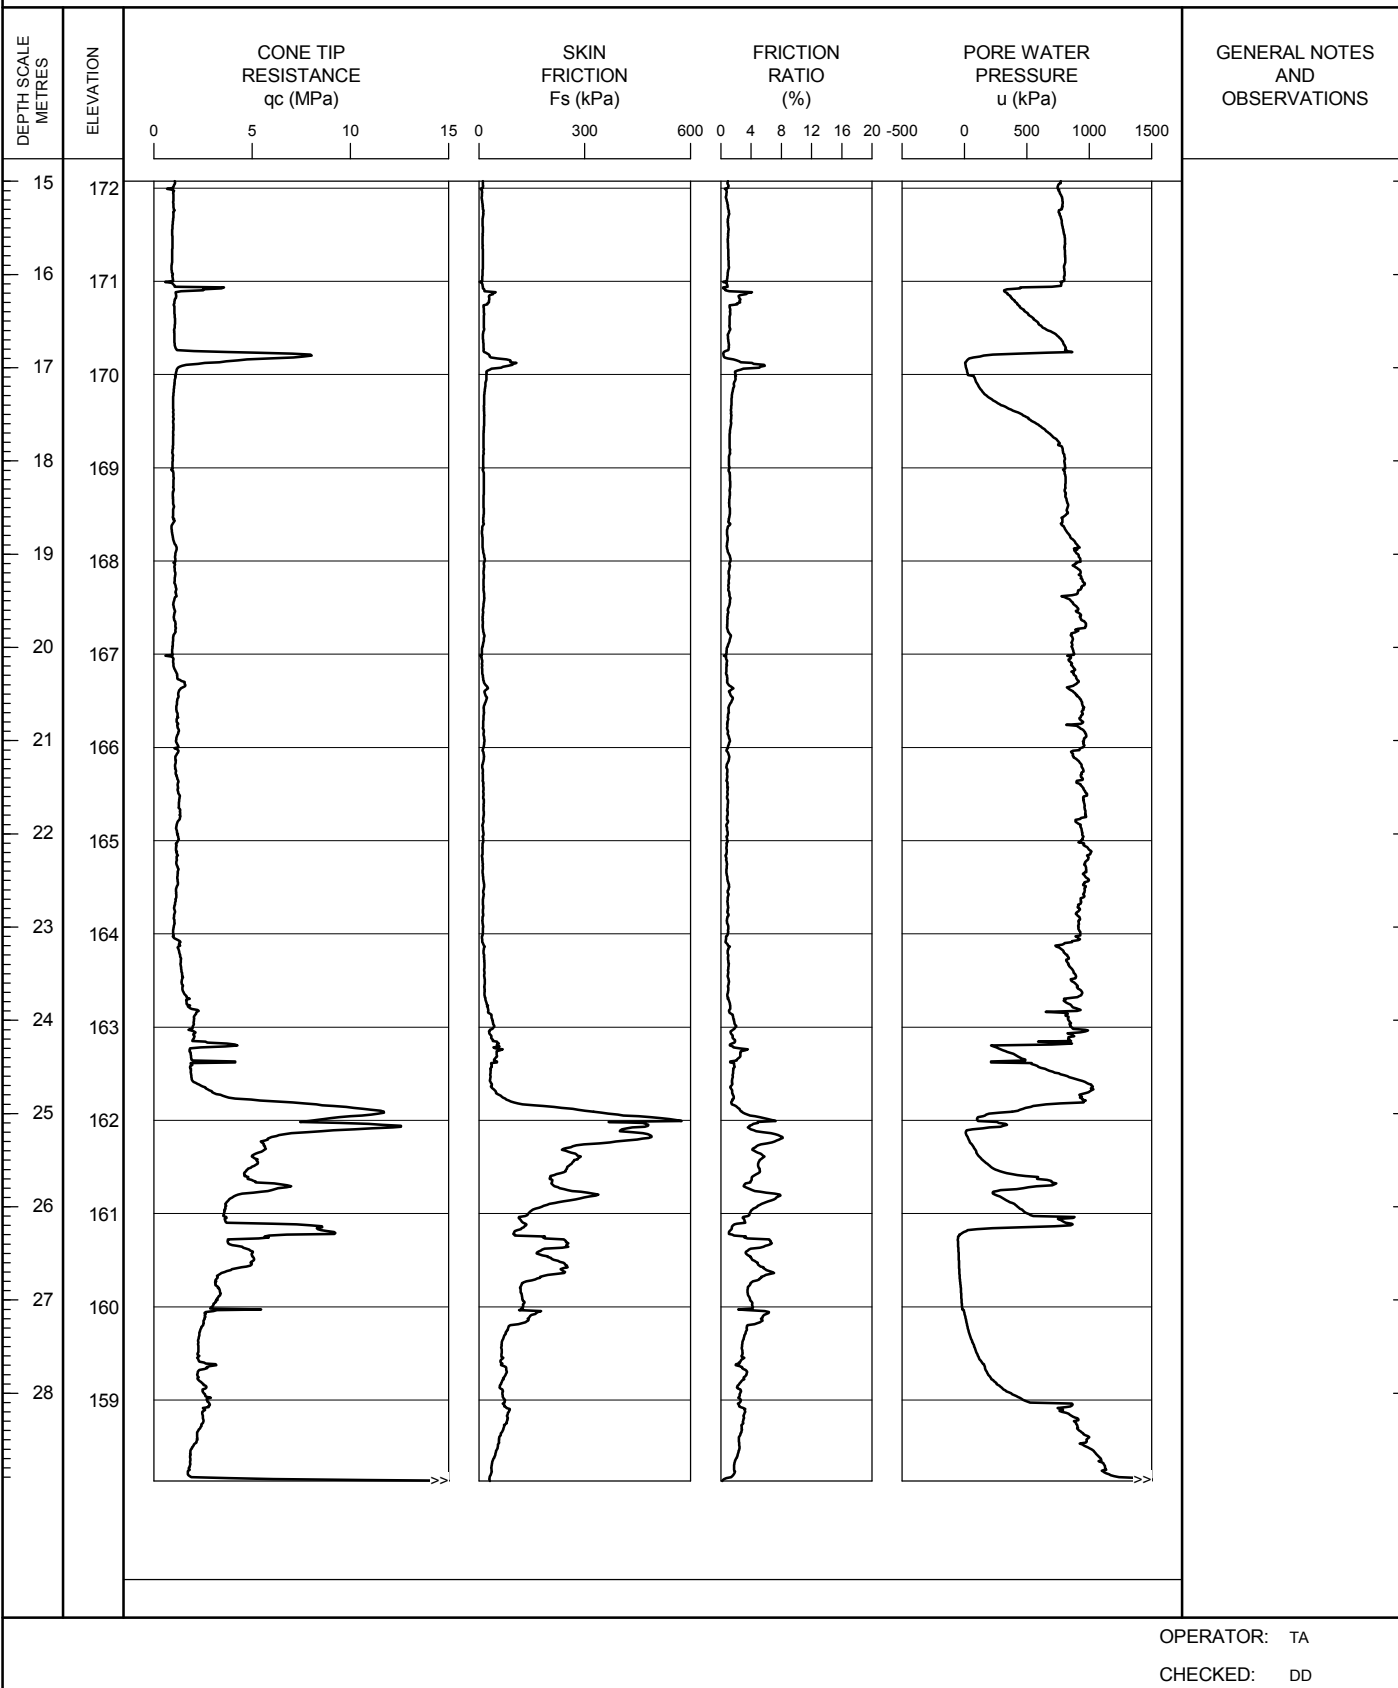 DEPTH SCALE
METRES
ELEVATION
CONE TIP
RESISTANCE
qc (MPa)
SKIN
FRICTION
Fs (kPa)
FRICTION
RATIO
(%)
PORE WATER
PRESSURE
u (kPa)
GENERAL NOTES
AND
OBSERVATIONS
0 5 10 15
0 300 600
0 4 8 12 16 20
-500 0 500 1000 1500
15
172
16
171
17
170
18
169
19
168
20
167
21
166
22
165
23
164
24
163
25
162
26
161
27
160
28
159
>> >>
OPERATOR: TA
CHECKED: DD